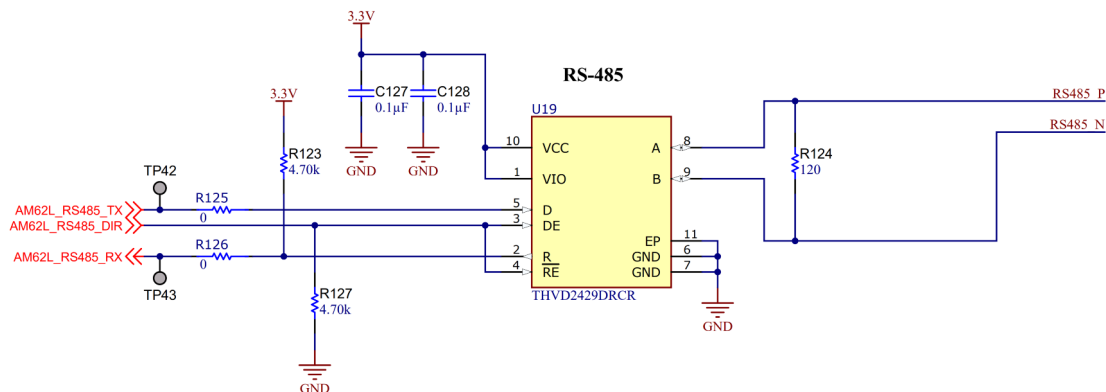 3.3V
RS-485
C127
0.1µF
C128
0.1µF
RS485_P
RS485_N
3.3V
U19
R123
4.70k
10
VCC
A
8
R124
120
GND
GND
TP42
1
VIO
B
9
R125
AM62L_RS485_TX
0
5
D
AM62L_RS485_DIR
3
DE
EP
11
R126
AM62L_RS485_RX
0
2
R
GND
6
4
RE
GND
7
TP43
R127
4.70k
THVD2429DRCR
GND
GND